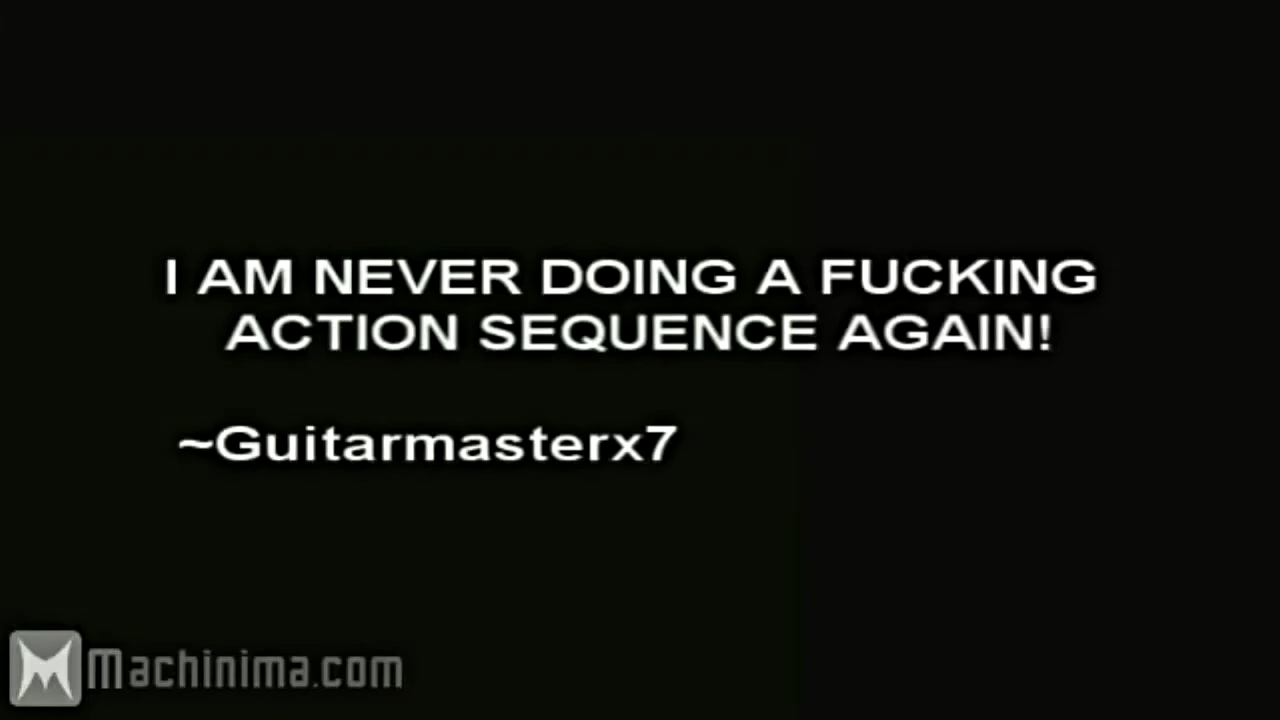 I AM NEVER DOING A FUCKING
ACTION SEQUENCE AGAIN!
~Guitarmasterx7
Machinima.com